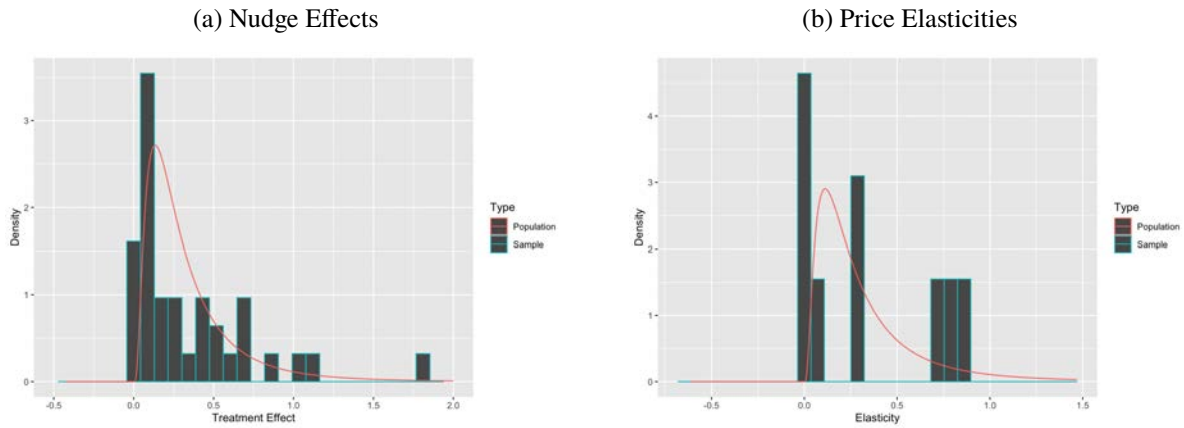 (a) Nudge Effects
(b) Price Elasticities
3
2
1
0
Density
-0.5 0.0 0.5 1.0 1.5 2.0
Treatment Effect
Type
Population
Sample
4
3
2
1
0
Density
-0.5 0.0 0.5 1.0 1.5
Elasticity
Type
Population
Sample